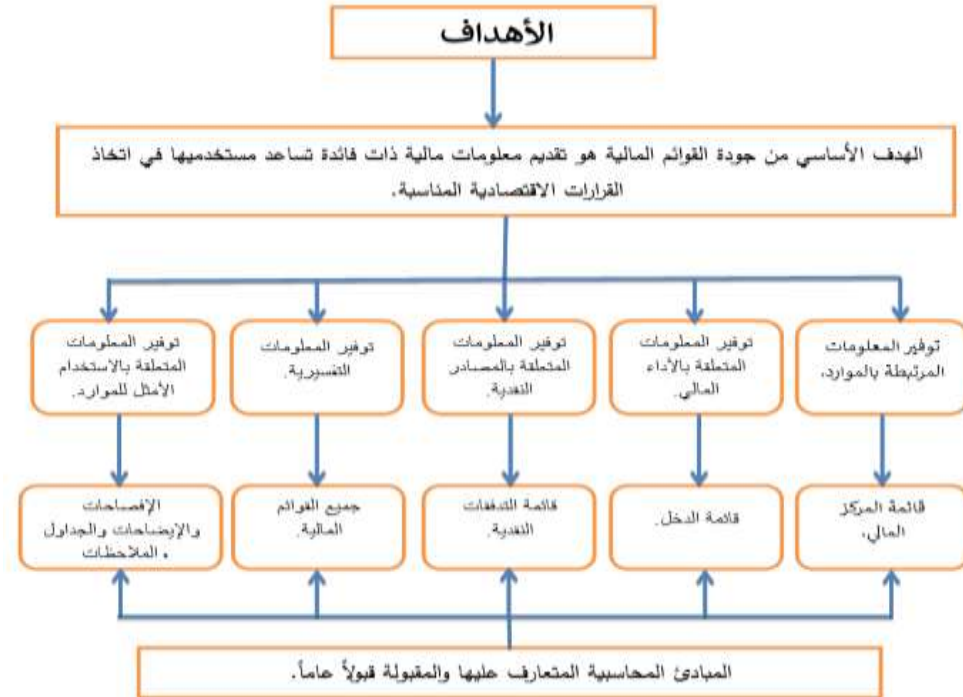 الأهداف
الهدف الأساسي من جودة القوائم المالية هو تقديم معلومات مالية ذات فائدة تساعد مستخدميها في اتخاذ
القرارات الاقتصادية المناسبة.
توفير المعلومات
المرتبطة بالموارد.
توفير المعلومات
المتعلقة بالأداء
المالي.
توفير المعلومات
المتعلقة بالمصادر
النقدية.
توفير المعلومات
التفسيرية.
توفير المعلومات
المتعلقة بالاستخدام
الأمثل للموارد.
قائمة المركز
المالي.
قائمة الدخل.
قائمة التدفقات
النقدية.
جميع القوائم
المالية.
الإفصاحات
والإيضاحات والجداول
، الملاحظات
المبادئ المحاسبية المتعارف عليها والمقبولة قبولاً عاماً.